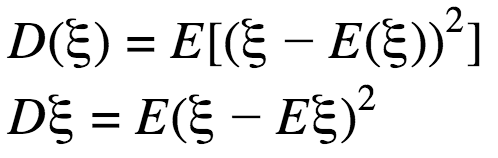 D(ξ) = E[(ξ − E(ξ))²]
Dξ = E(ξ − Eξ)²